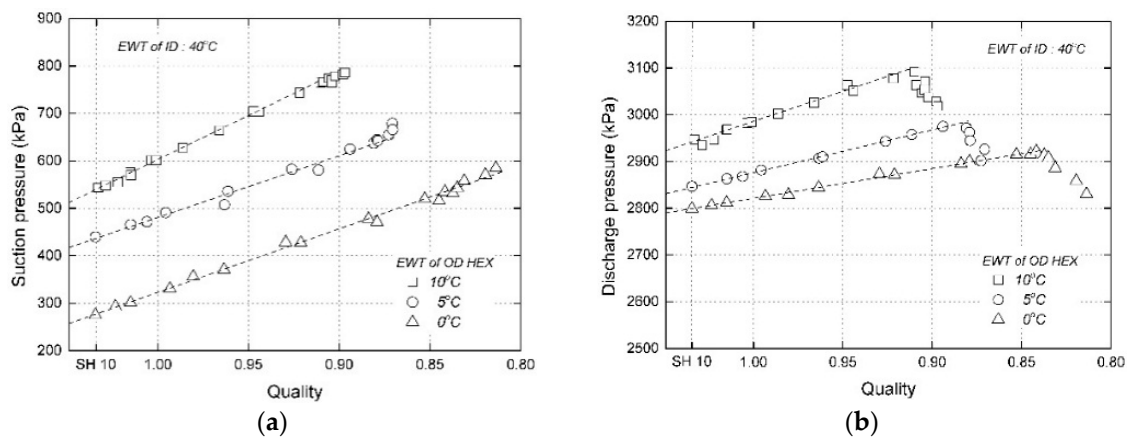 (a)
EWT of ID : 40°C
Suction pressure (kPa)
900
800
700
600
500
400
300
200
EWT of OD HEX
10°C
5°C
0°C
SH 10 1.00 0.95 0.90 0.85 0.80
Quality
(a)
(b)
EWT of ID : 40°C
Discharge pressure (kPa)
3200
3100
3000
2900
2800
2700
2600
2500
EWT of OD HEX
10°C
5°C
0°C
SH 10 1.00 0.95 0.90 0.85 0.80
Quality
(b)